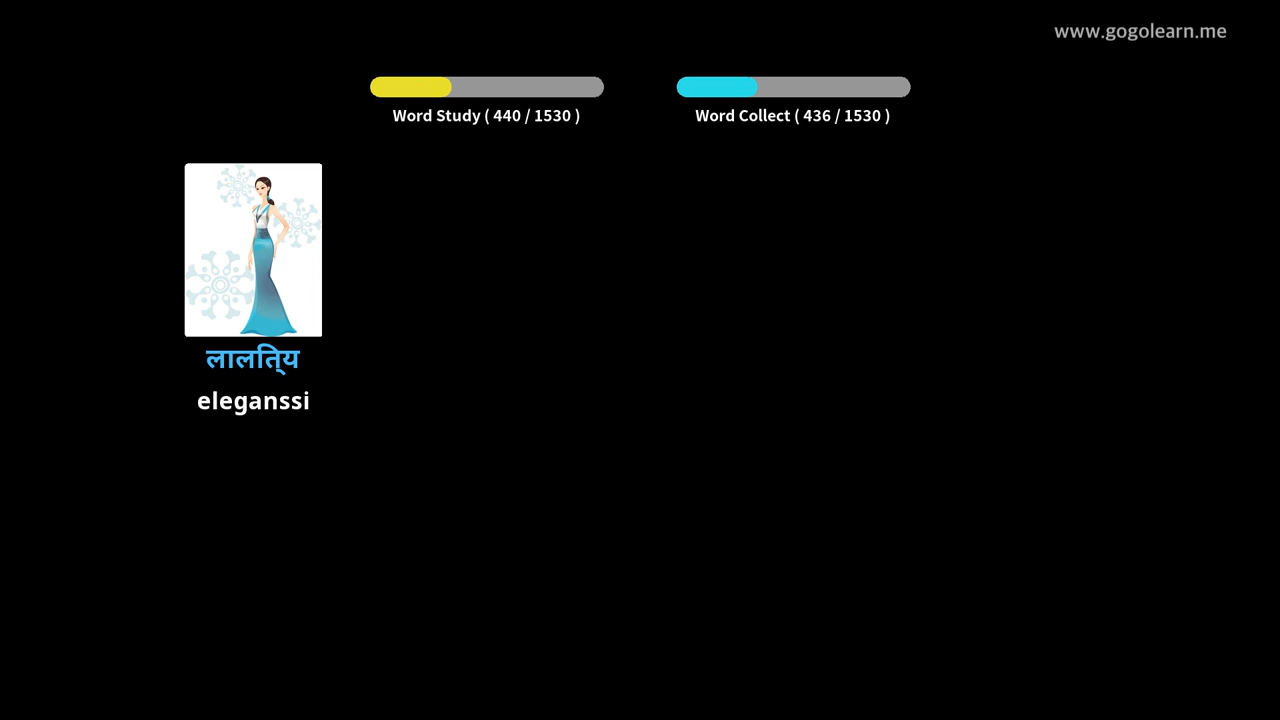 www.gogolearn.me
Word Study ( 440 / 1530 )
Word Collect ( 436 / 1530 )
लालित्य
eleganssi